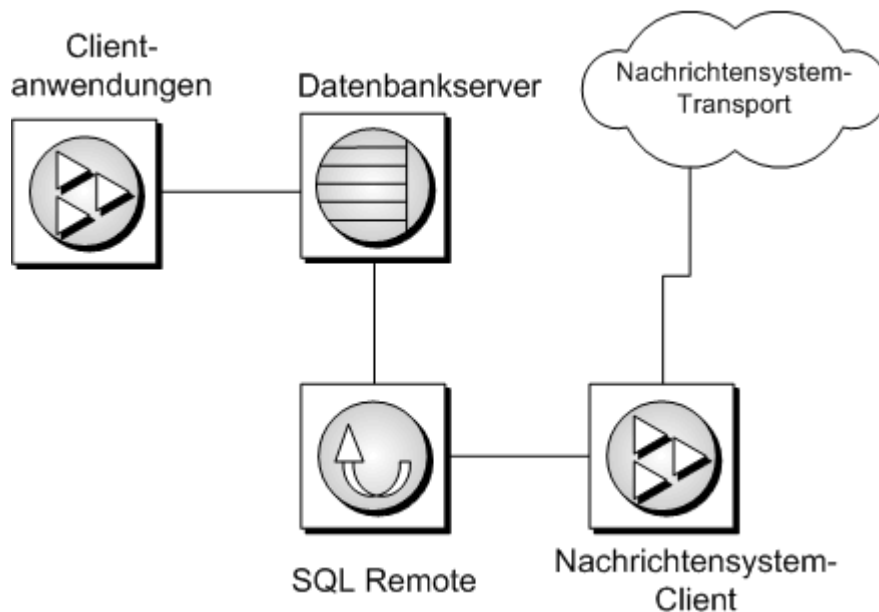 Client-
anwendungen
Datenbankserver
Nachrichtensystem-
Transport
SQL Remote
Nachrichtensystem-
Client